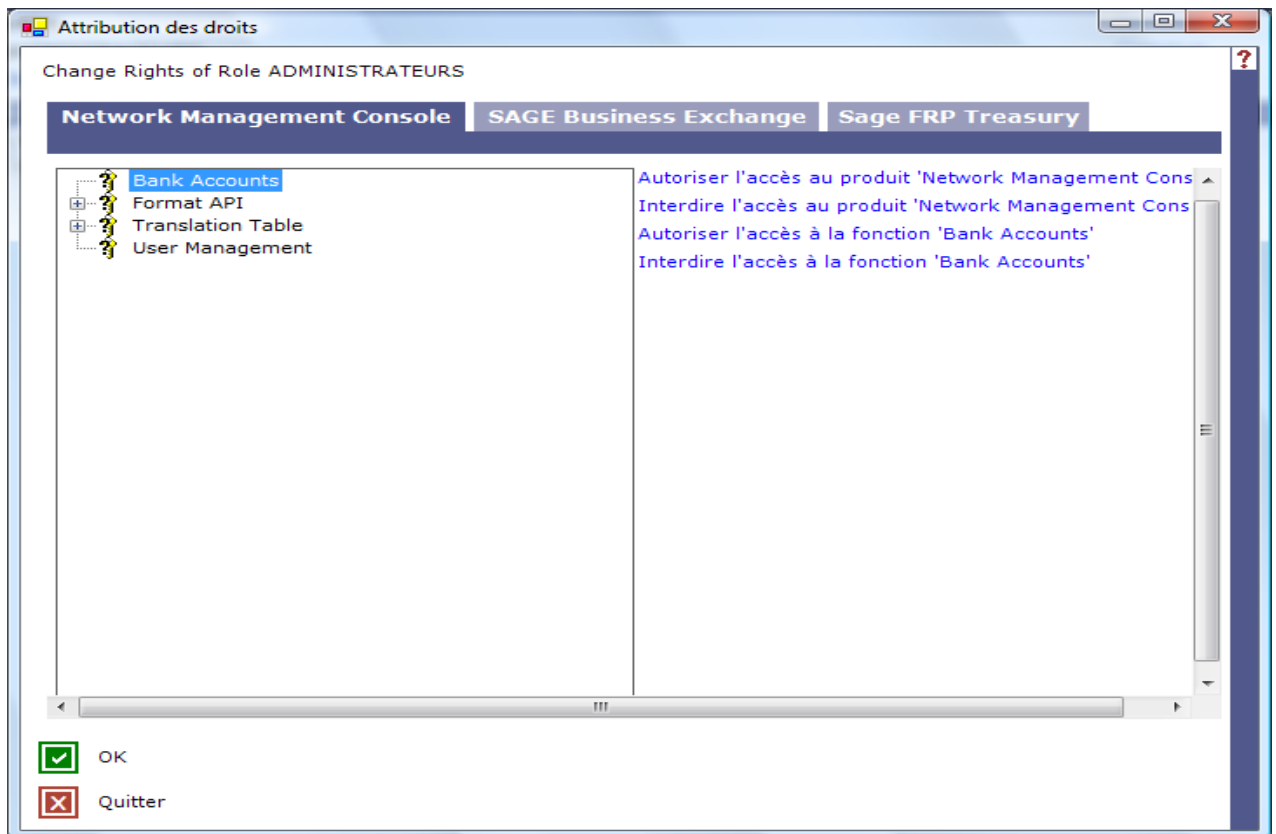 Attribution des droits
Change Rights of Role ADMINISTRATEURS
?
Network Management Console SAGE Business Exchange Sage FRP Treasury
Bank Accounts
Format API
Translation Table
User Management
Autoriser l'accès au produit 'Network Management Cons
Interdire l'accès au produit 'Network Management Cons
Autoriser l'accès à la fonction 'Bank Accounts'
Interdire l'accès à la fonction 'Bank Accounts'
OK
Quitter